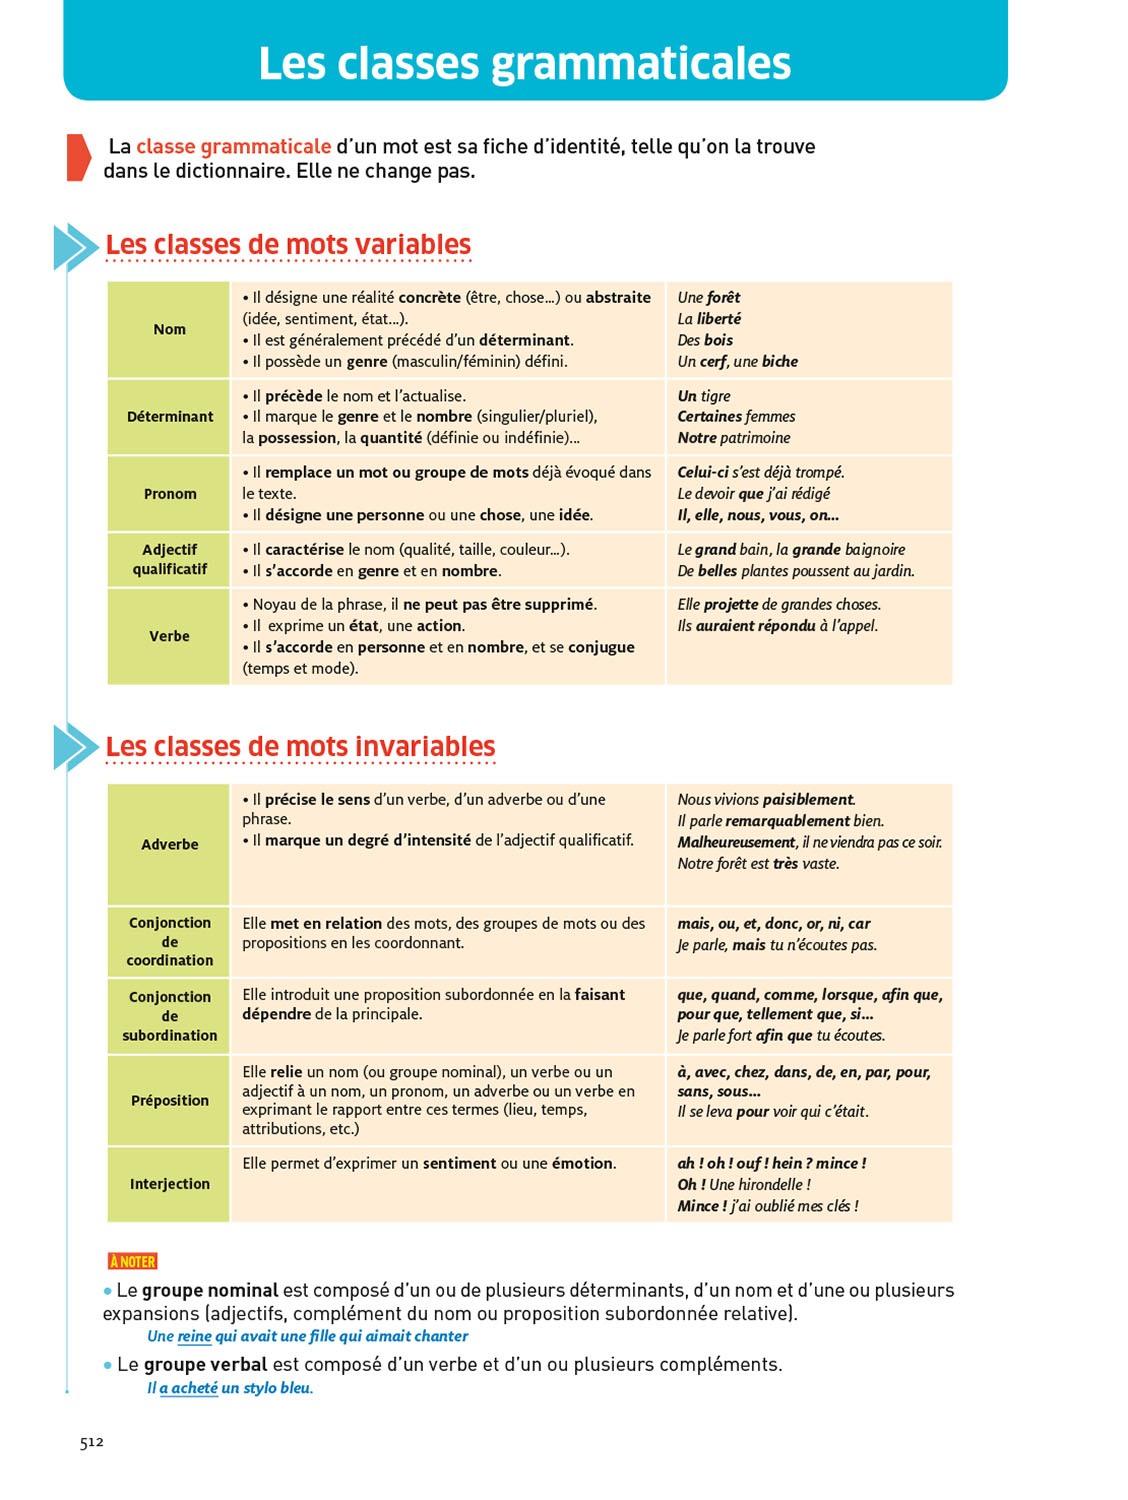 Les classes grammaticales
La classe grammaticale d'un mot est sa fiche d'identité, telle qu'on la trouve
dans le dictionnaire. Elle ne change pas.
Les classes de mots variables
Nom
• Il désigne une réalité concrète (être, chose…) ou abstraite
(idée, sentiment, état…).
• Il est généralement précédé d'un déterminant.
• Il possède un genre (masculin/féminin) défini.
Une forêt
La liberté
Des bois
Un cerf, une biche
Déterminant
• Il précède le nom et l'actualise.
• Il marque le genre et le nombre (singulier/pluriel),
la possession, la quantité (définie ou indéfinie)…
Un tigre
Certaines femmes
Notre patrimoine
Pronom
• Il remplace un mot ou groupe de mots déjà évoqué dans
le texte.
• Il désigne une personne ou une chose, une idée.
Celui-ci s'est déjà trompé.
Le devoir que j'ai rédigé
Il, elle, nous, vous, on…
Adjectif
qualificatif
• Il caractérise le nom (qualité, taille, couleur…).
• Il s'accorde en genre et en nombre.
Le grand bain, la grande baignoire
De belles plantes poussent au jardin.
Verbe
• Noyau de la phrase, il ne peut pas être supprimé.
• Il exprime un état, une action.
• Il s'accorde en personne et en nombre, et se conjugue
(temps et mode).
Elle projette de grandes choses.
Ils auraient répondu à l'appel.
Les classes de mots invariables
Adverbe
• Il précise le sens d'un verbe, d'un adverbe ou d'une
phrase.
• Il marque un degré d'intensité de l'adjectif qualificatif.
Nous vivions paisiblement.
Il parle remarquablement bien.
Malheureusement, il ne viendra pas ce soir.
Notre forêt est très vaste.
Conjonction
de
coordination
Elle met en relation des mots, des groupes de mots ou des
propositions en les coordonnant.
mais, ou, et, donc, or, ni, car
Je parle, mais tu n'écoutes pas.
Conjonction
de
subordination
Elle introduit une proposition subordonnée en la faisant
dépendre de la principale.
que, quand, comme, lorsque, afin que,
pour que, tellement que, si…
Je parle fort afin que tu écoutes.
Préposition
Elle relie un nom (ou groupe nominal), un verbe ou un
adjectif à un nom, un pronom, un adverbe ou un verbe en
exprimant le rapport entre ces termes (lieu, temps,
attributions, etc.)
à, avec, chez, dans, de, en, par, pour,
sans, sous…
Il se leva pour voir qui c'était.
Interjection
Elle permet d'exprimer un sentiment ou une émotion.
ah ! oh ! ouf ! hein ? mince !
Oh ! Une hirondelle !
Mince ! j'ai oublié mes clés !
À NOTER
• Le groupe nominal est composé d'un ou de plusieurs déterminants, d'un nom et d'une ou plusieurs
expansions (adjectifs, complément du nom ou proposition subordonnée relative).
Une reine qui avait une fille qui aimait chanter
• Le groupe verbal est composé d'un verbe et d'un ou plusieurs compléments.
Il a acheté un stylo bleu.
512